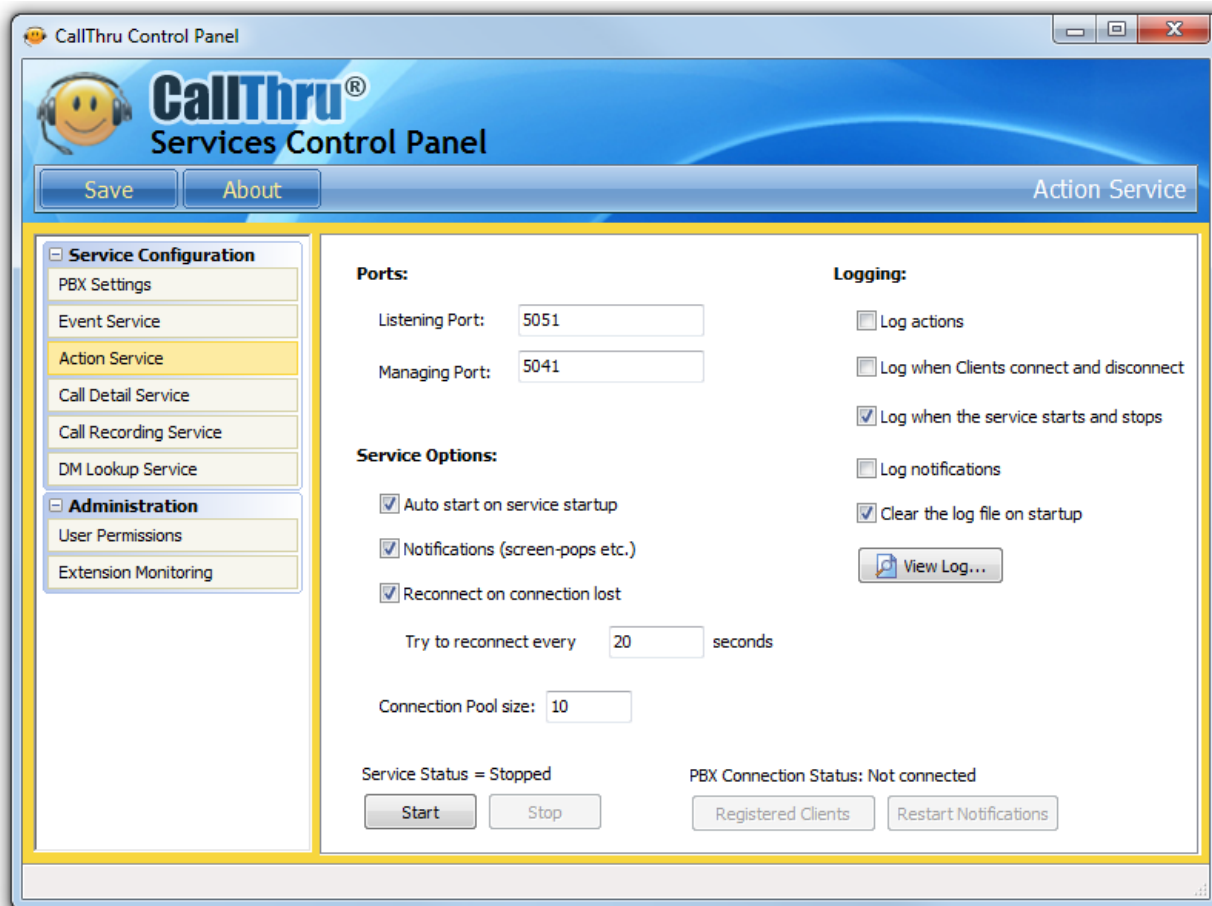 CallThru Control Panel
CallThru®
Services Control Panel
Save
About
Action Service
Service Configuration
PBX Settings
Event Service
Action Service
Call Detail Service
Call Recording Service
DM Lookup Service
Administration
User Permissions
Extension Monitoring
Ports:
Listening Port: 5051
Managing Port: 5041
Service Options:
Auto start on service startup
Notifications (screen-pops etc.)
Reconnect on connection lost
Try to reconnect every 20 seconds
Connection Pool size: 10
Service Status = Stopped
Start
Stop
Logging:
Log actions
Log when Clients connect and disconnect
Log when the service starts and stops
Log notifications
Clear the log file on startup
View Log...
PBX Connection Status: Not connected
Registered Clients
Restart Notifications